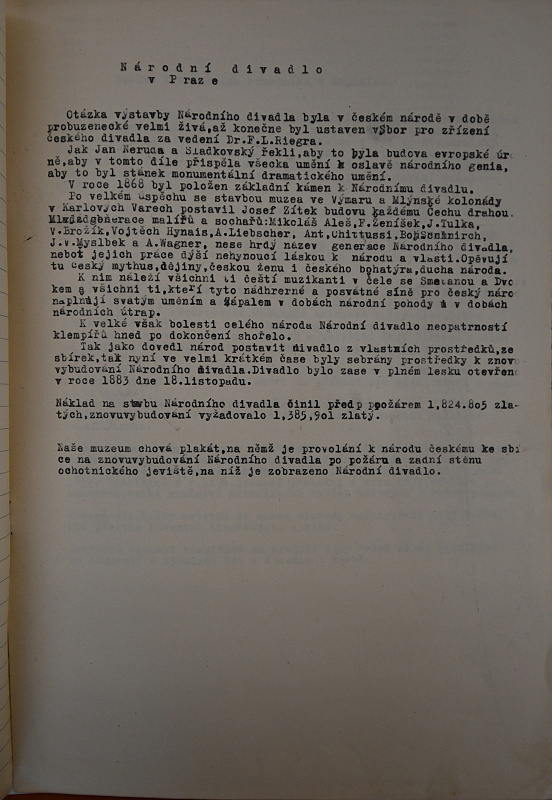 Národní divadlo
v Praze
Otázka výstavby Národního divadla byla v českém národě v době
probuzenecké velmi živá,až konečne byl ustaven výbor pro zřízení
českého divadla za vedení Dr.F.L.Riegra.
Jak Jan Neruda a Sladkovský řekli,aby to byla budova evropské úr
ně,aby v tomto díle přispěla všecka umění k oslavě národního genia,
aby to byl stánek monumentální dramatického umění.
V roce 1868 byl položen základní kámen k Národnímu divadlu.
Po velkém úspěchu se stavbou muzea ve Výmaru a Mlýnské kolonády
v Karlových Varech postavil Josef Zítek budovu každému Čechu drahou.
generace malířů a sochařů:Mikoláš Aleš,F.Ženíšek,J.Tulka,
V.Brožík,Vojtěch Hynais,A.Liebscher, Ant,Chittussi,Boh.Schnirch,
J.V.Myslbek a A.Wagner, nese hrdý název generace Národního divadla,
neboť jejich práce dýší nehynoucí láskou k národu a vlasti.Opěvují
tu český mythus,dějiny,českou ženu i českého bohatýra,ducha národa.
K nim náleží všichni ti čeští muzikanti v čele se Smetanou a Dvo
kem a všichni ti,kteří tyto nádherné a posvátné síně pro český náro
naplňují svatým uměním a zápalem v dobách národní pohody i v dobách
národních útrap.
K velké však bolesti celého národa Národní divadlo neopatrností
klempířů hned po dokončení shořelo.
Tak jako dovedl národ postavit divadlo z vlastních prostředků,ze
sbírek,tak nyní ve velmi krátkém čase byly sebrány prostředky k znov
vybudování Národního divadla.Divadlo bylo zase v plném lesku otevřen
v roce 1883 dne 18.listopadu.
Náklad na stavbu Národního divadla činil před p požárem 1,824.805 zla-
tých,znovuvybudování vyžadovalo 1,385,901 zlatý.
Naše muzeum chová plakát,na němž je provolání k národu českému ke sbí
ce na znovuvybudování Národního divadla po požáru a zadní stěnu
ochotnického jeviště,na níž je zobrazeno Národní divadlo.